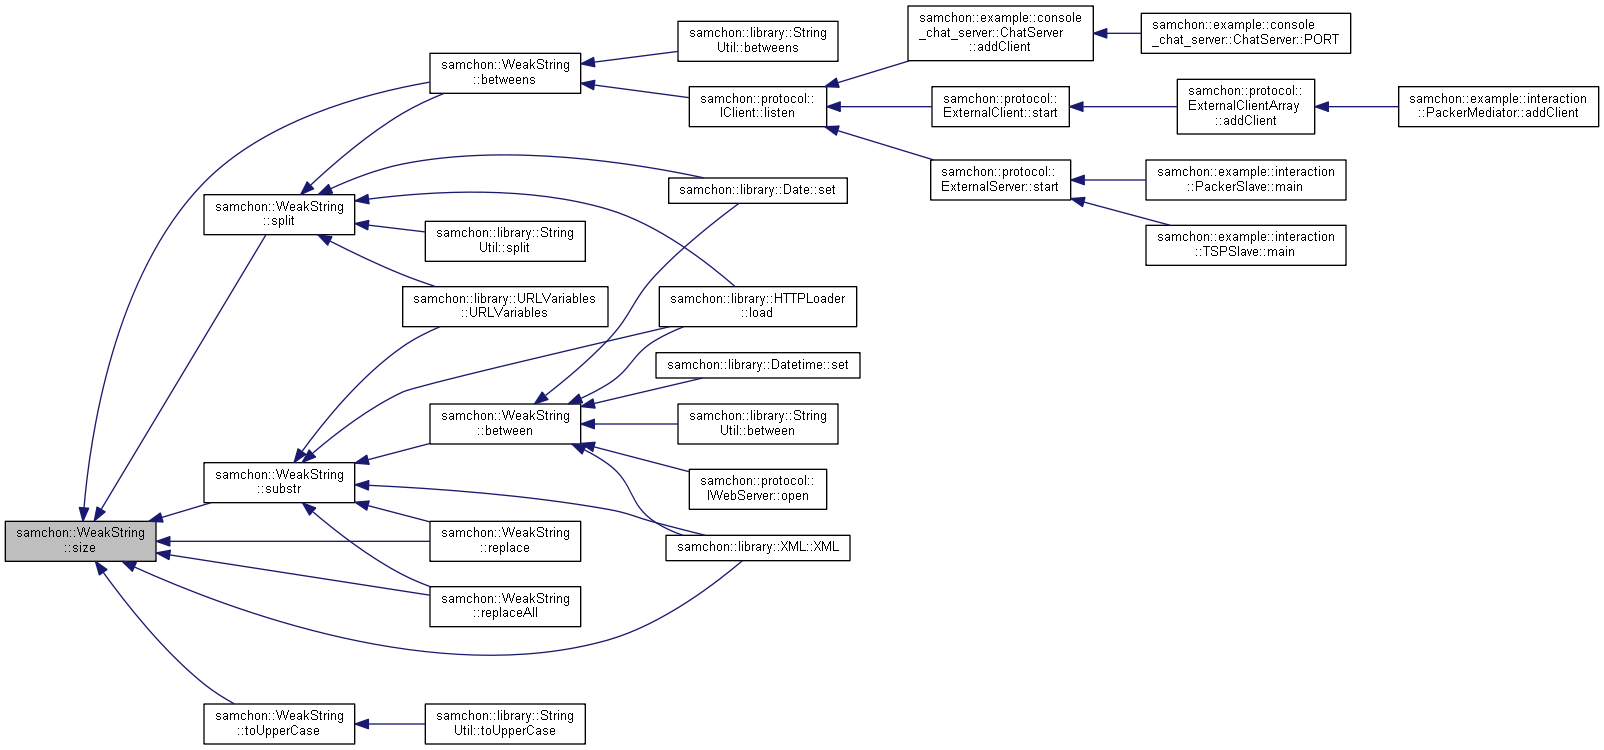 samchon::WeakString
::size
samchon::WeakString
::betweens
samchon::WeakString
::split
samchon::WeakString
::substr
samchon::WeakString
::toUpperCase
samchon::library::String
Util::betweens
samchon::protocol::
IClient::listen
samchon::example::console
_chat_server::ChatServer
::addClient
samchon::example::console
_chat_server::ChatServer::PORT
samchon::protocol::
ExternalClient::start
samchon::protocol::
ExternalClientArray
::addClient
samchon::example::interaction
::PackerMediator::addClient
samchon::protocol::
ExternalServer::start
samchon::example::interaction
::PackerSlave::main
samchon::example::interaction
::TSPSlave::main
samchon::library::Date::set
samchon::library::String
Util::split
samchon::library::URLVariables
::URLVariables
samchon::library::HTTPLoader
::load
samchon::library::Datetime::set
samchon::WeakString
::between
samchon::library::String
Util::between
samchon::protocol::
IWebServer::open
samchon::WeakString
::replace
samchon::library::XML::XML
samchon::WeakString
::replaceAll
samchon::library::String
Util::toUpperCase